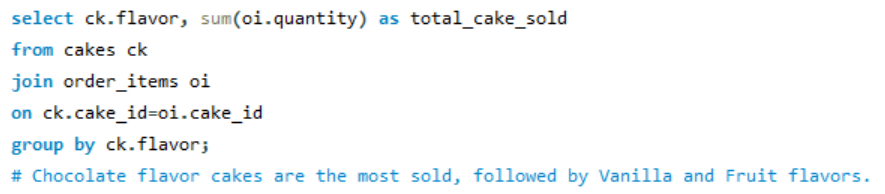 select ck.flavor, sum(oi.quantity) as total_cake_sold
from cakes ck
join order_items oi
on ck.cake_id=oi.cake_id
group by ck.flavor;
# Chocolate flavor cakes are the most sold, followed by Vanilla and Fruit flavors.